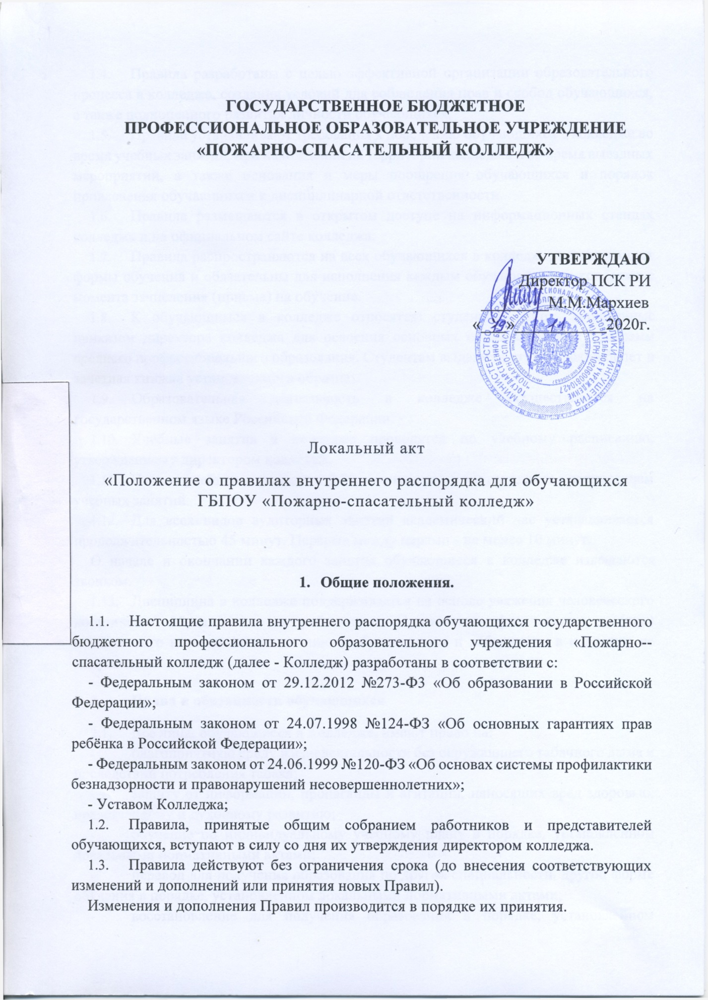 ГОСУДАРСТВЕННОЕ БЮДЖЕТНОЕ
ПРОФЕССИОНАЛЬНОЕ ОБРАЗОВАТЕЛЬНОЕ УЧРЕЖДЕНИЕ
«ПОЖАРНО-СПАСАТЕЛЬНЫЙ КОЛЛЕДЖ»
УТВЕРЖДАЮ
Директор ПСК РИ
М.М.Мархиев
« 19 » 11 2020г.
Локальный акт
«Положение о правилах внутреннего распорядка для обучающихся
ГБПОУ «Пожарно-спасательный колледж»
1. Общие положения.
1.1. Настоящие правила внутреннего распорядка обучающихся государственного
бюджетного профессионального образовательного учреждения «Пожарно--
спасательный колледж (далее - Колледж) разработаны в соответствии с:
- Федеральным законом от 29.12.2012 №273-ФЗ «Об образовании в Российской
Федерации»;
- Федеральным законом от 24.07.1998 №124-ФЗ «Об основных гарантиях прав
ребёнка в Российской Федерации»;
- Федеральным законом от 24.06.1999 №120-ФЗ «Об основах системы профилактики
безнадзорности и правонарушений несовершеннолетних»;
- Уставом Колледжа;
1.2. Правила, принятые общим собранием работников и представителей
обучающихся, вступают в силу со дня их утверждения директором колледжа.
1.3. Правила действуют без ограничения срока (до внесения соответствующих
изменений и дополнений или принятия новых Правил).
Изменения и дополнения Правил производится в порядке их принятия.